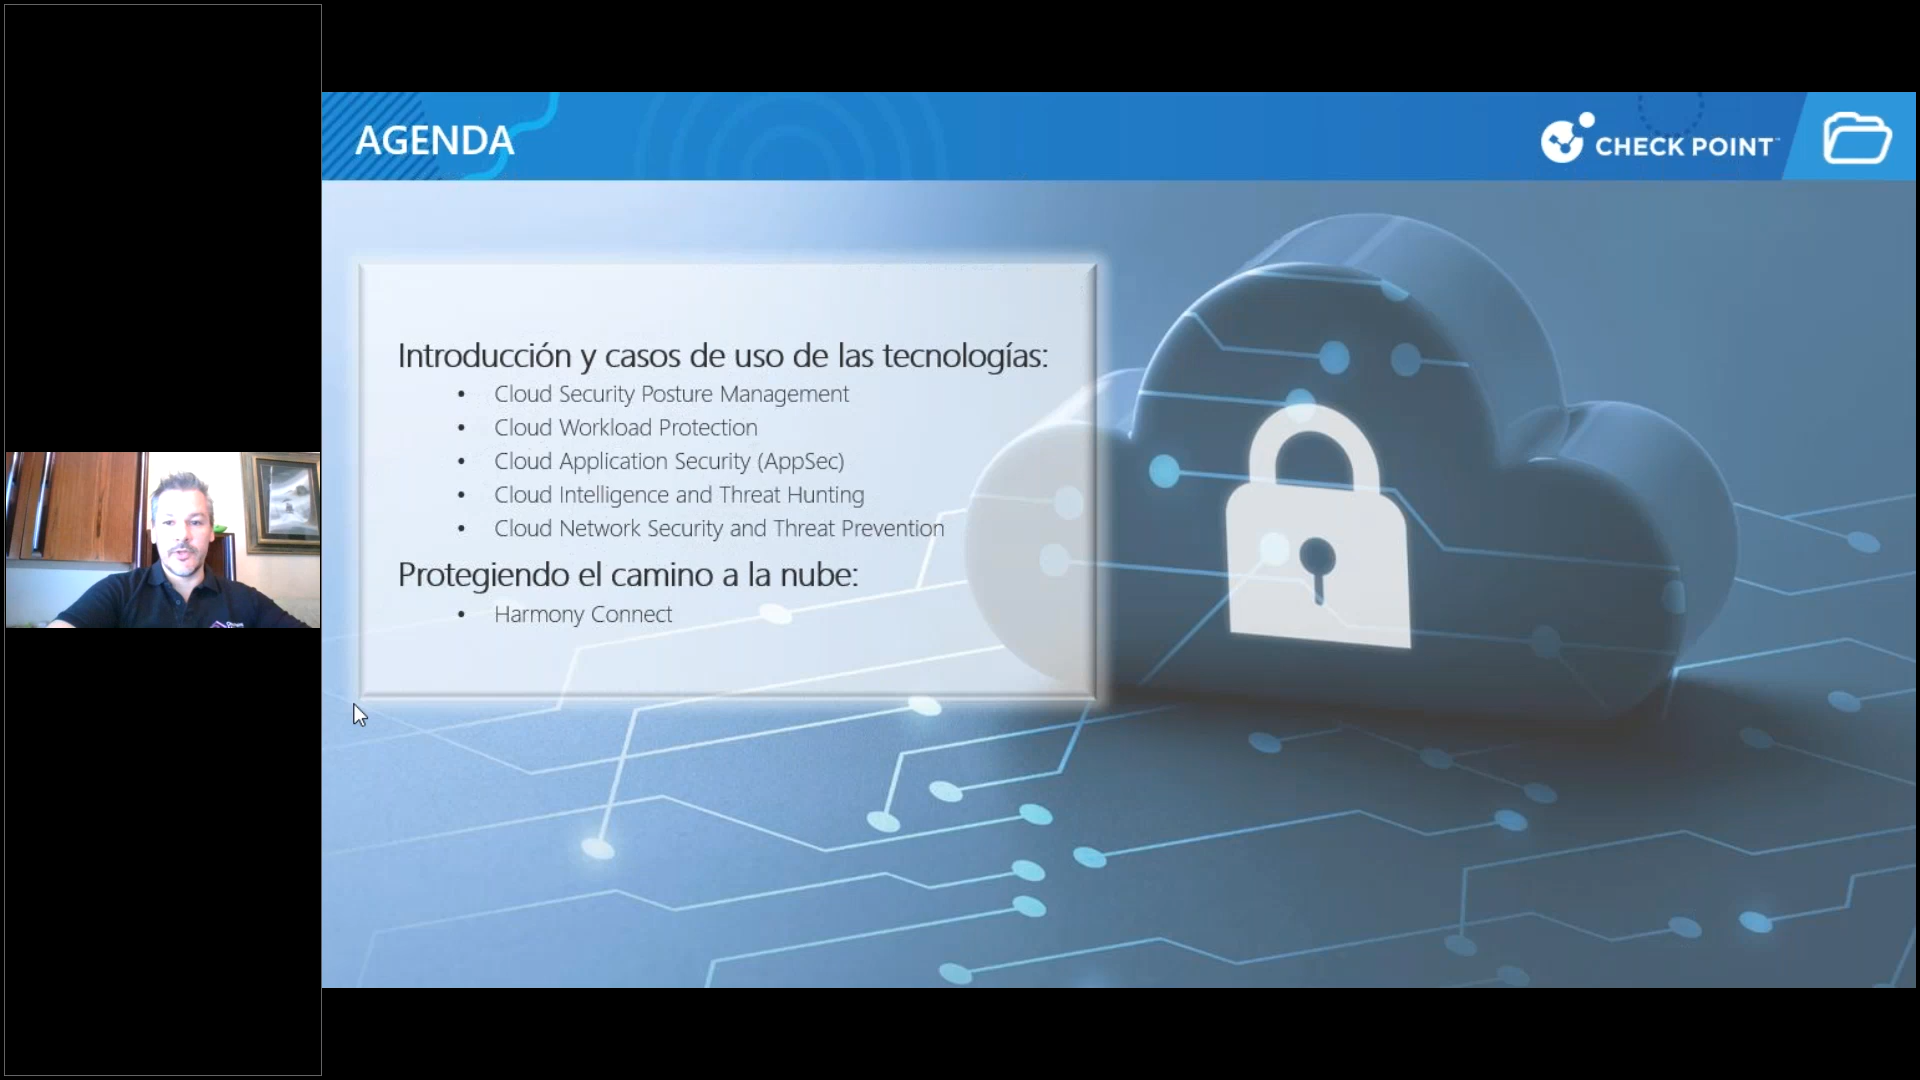 AGENDA
CHECK POINT
Introducción y casos de uso de las tecnologías:
• Cloud Security Posture Management
• Cloud Workload Protection
• Cloud Application Security (AppSec)
• Cloud Intelligence and Threat Hunting
• Cloud Network Security and Threat Prevention
Protegiendo el camino a la nube:
• Harmony Connect